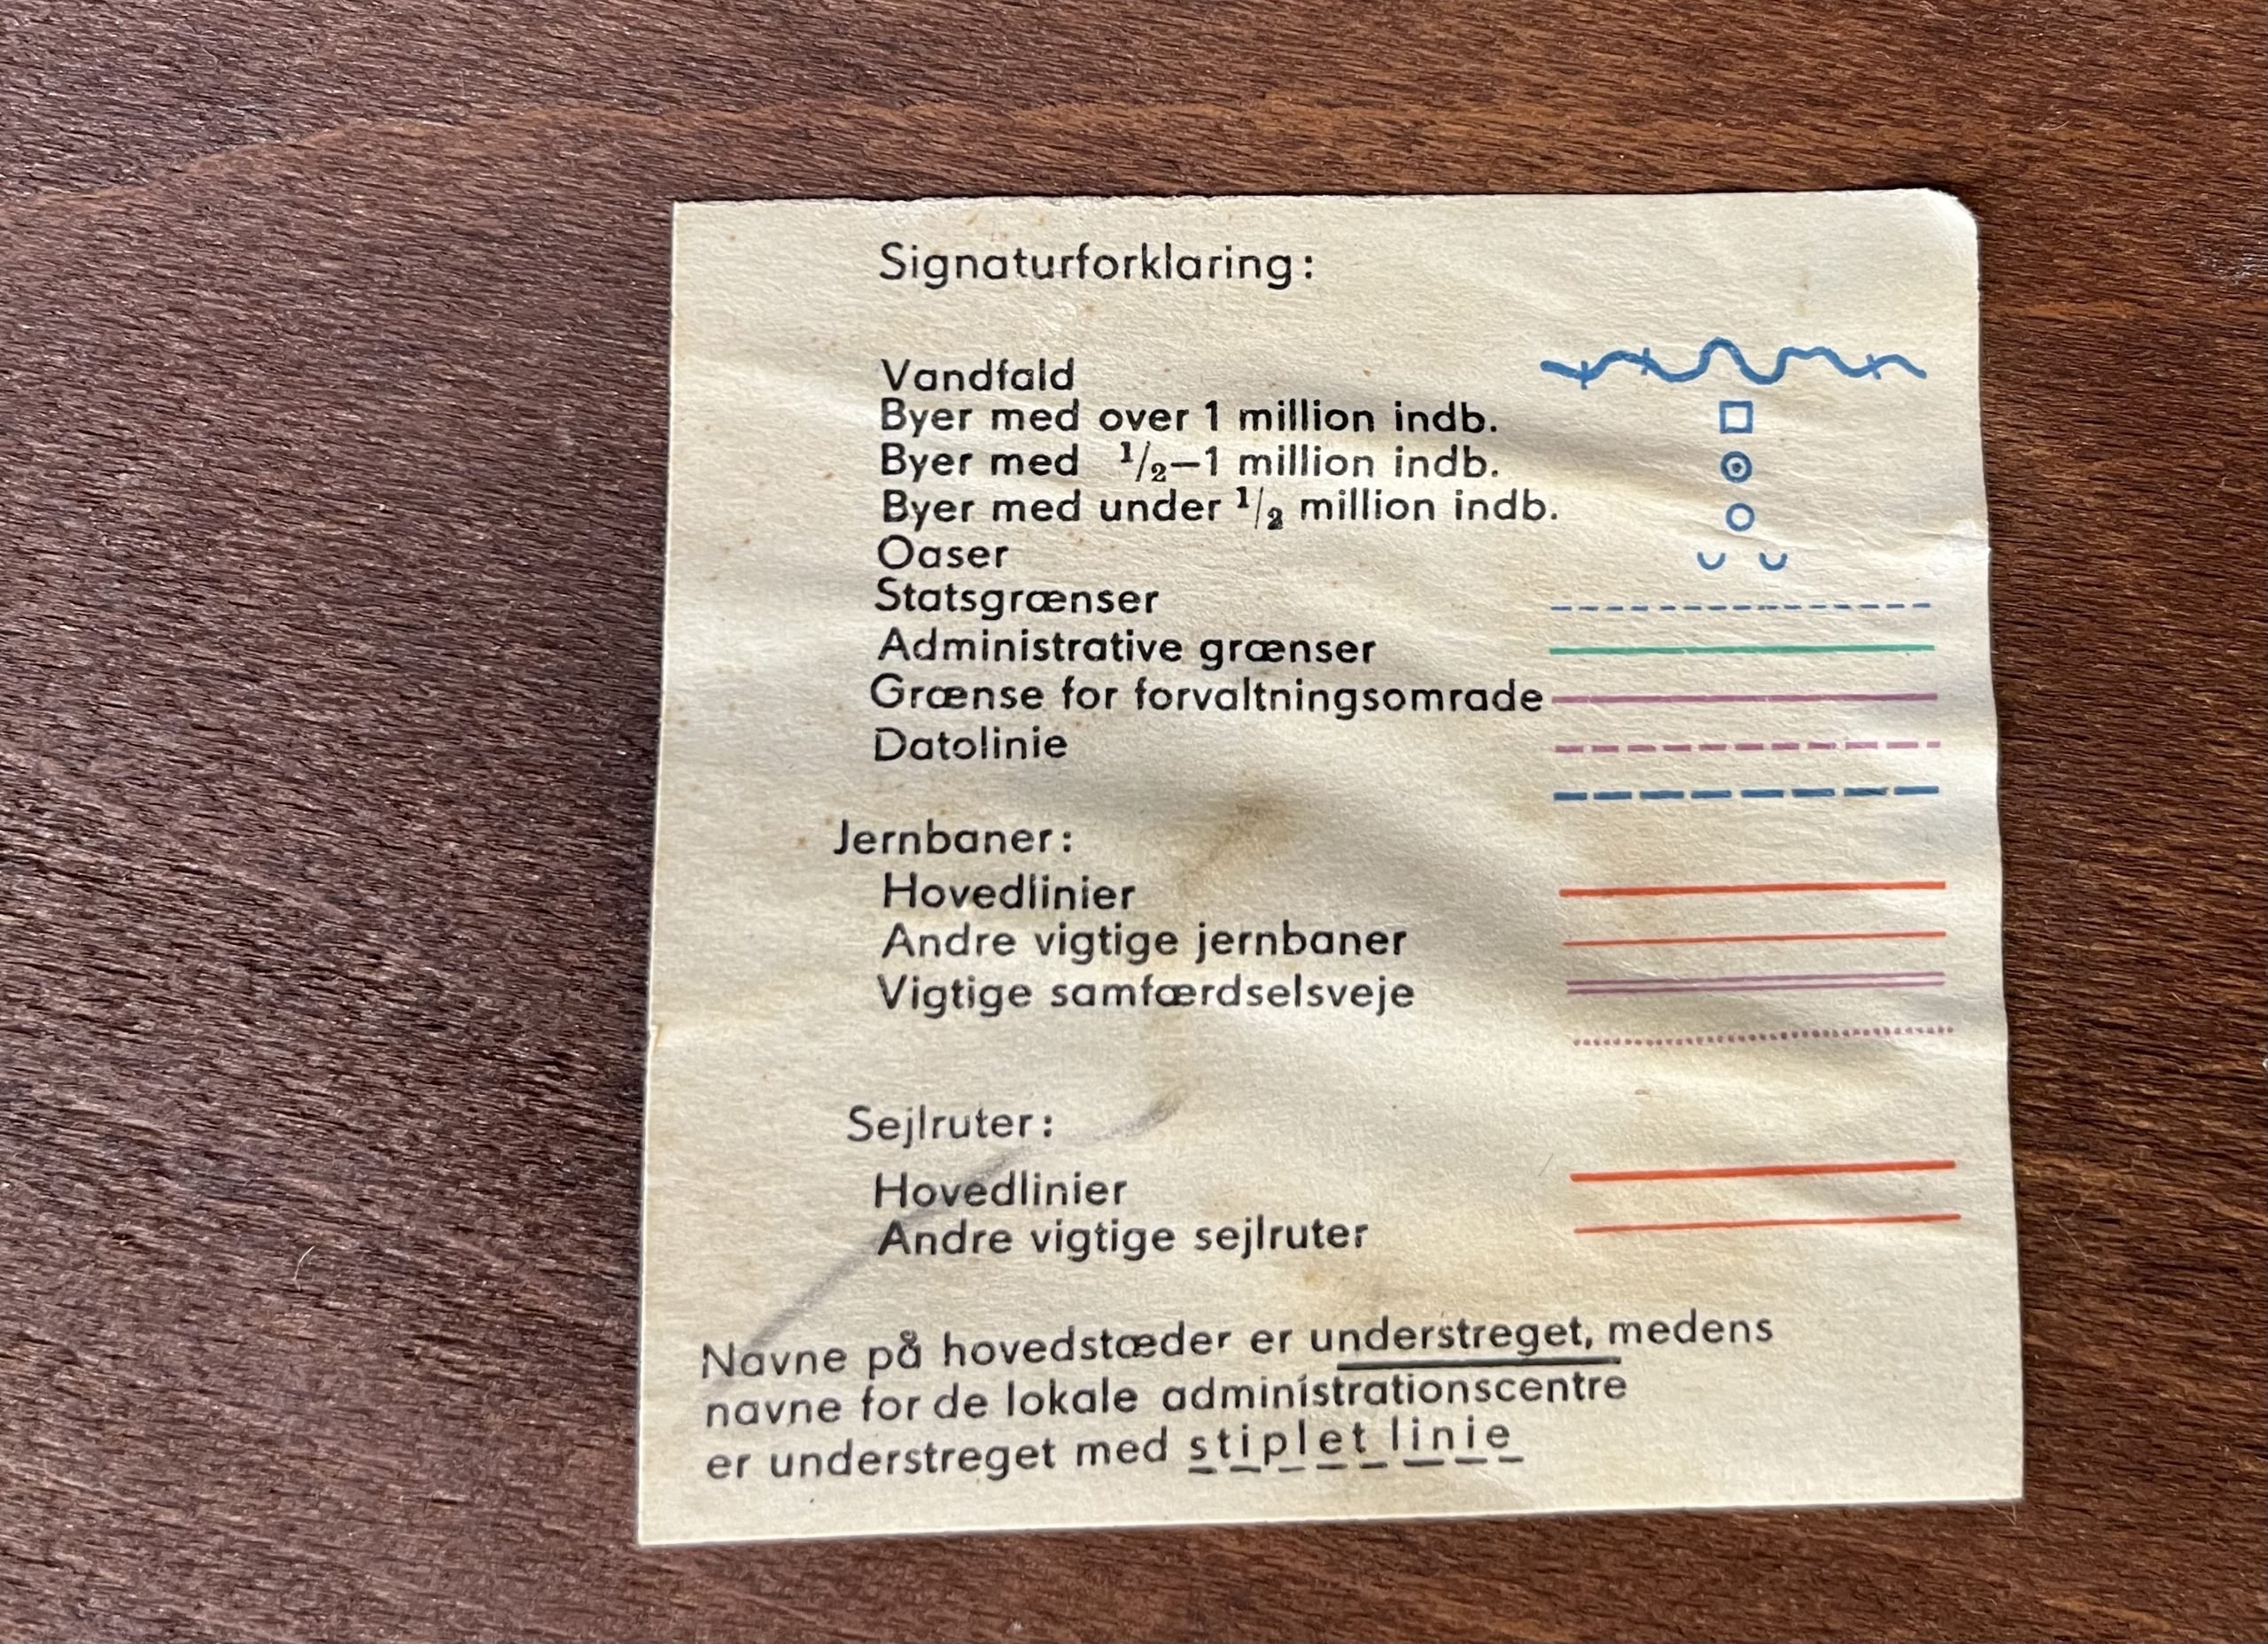 Signaturforklaring:
Vandfald
Byer med over 1 million indb.
Byer med ½–1 million indb.
Byer med under ½ million indb.
Oaser
Statsgrænser
Administrative grænser
Grænse for forvaltningsomrade
Datolinie
Jernbaner:
Hovedlinier
Andre vigtige jernbaner
Vigtige samfærdselsveje
Sejlruter:
Hovedlinier
Andre vigtige sejlruter
Navne på hovedstæder er understreget, medens
navne for de lokale administrationscentre
er understreget med stiplet linie